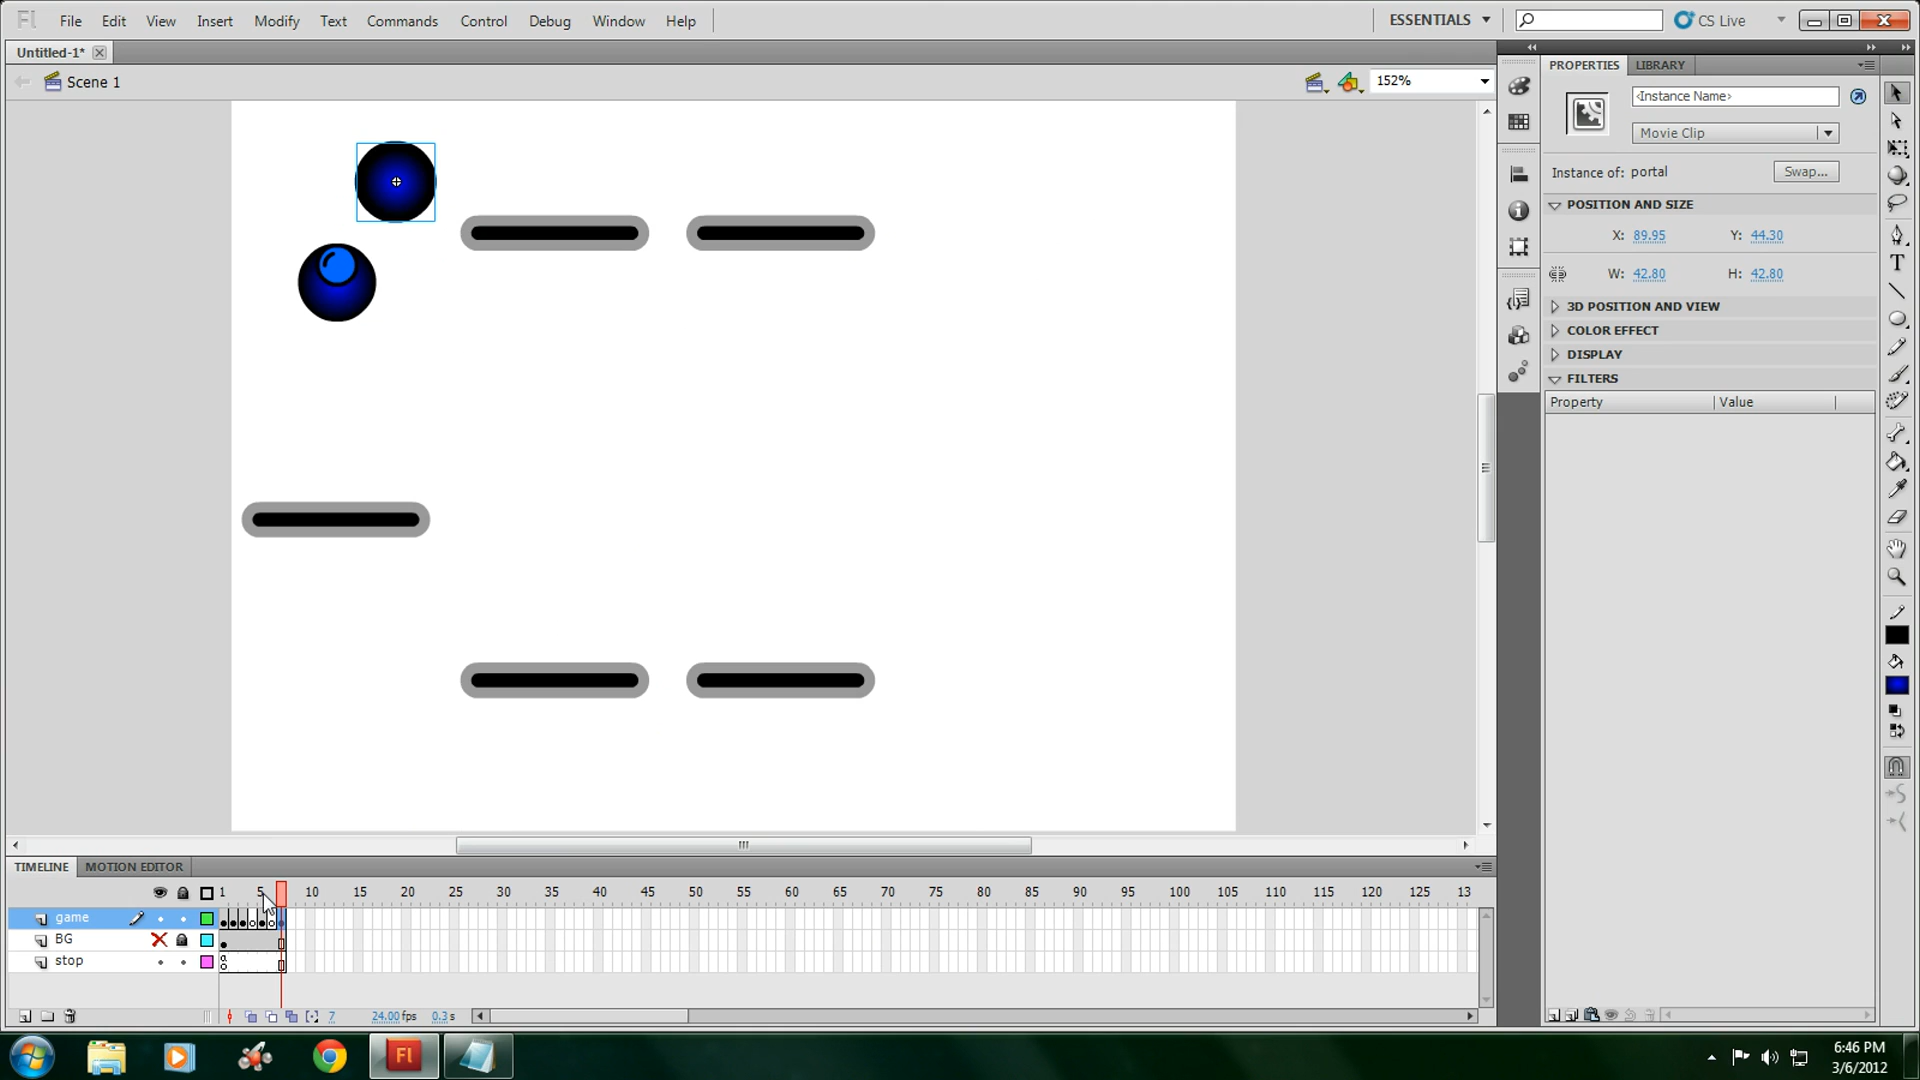 Fl File Edit View Insert Modify Text Commands Control Debug Window Help ESSENTIALS CS Live
Untitled-1*
Scene 1 152%
PROPERTIES LIBRARY
<Instance Name>
Movie Clip
Instance of: portal Swap...
POSITION AND SIZE
X: 89.95 Y: 44.30
W: 42.80 H: 42.80
3D POSITION AND VIEW
COLOR EFFECT
DISPLAY
FILTERS
Property Value
TIMELINE MOTION EDITOR
1 5 10 15 20 25 30 35 40 45 50 55 60 65 70 75 80 85 90 95 100 105 110 115 120 125 13
game
BG
stop
7 24.00 fps 0.3 s
Fl
6:46 PM
3/6/2012